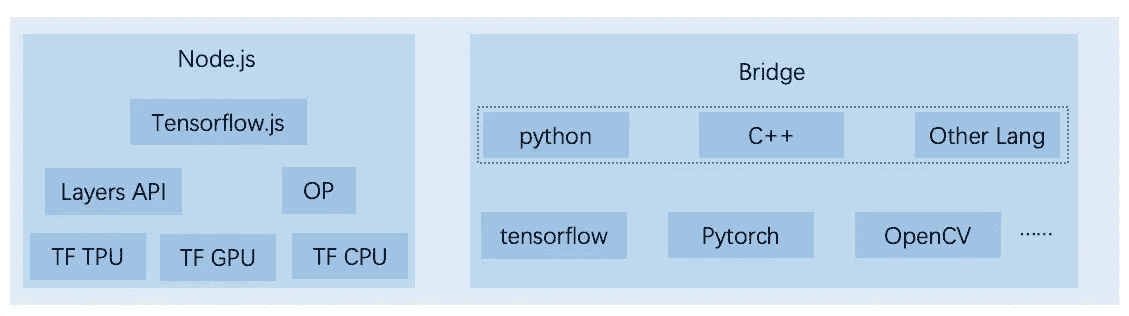 Node.js
Tensorflow.js
Layers API
OP
TF TPU
TF GPU
TF CPU
Bridge
python
C++
Other Lang
tensorflow
Pytorch
OpenCV
......